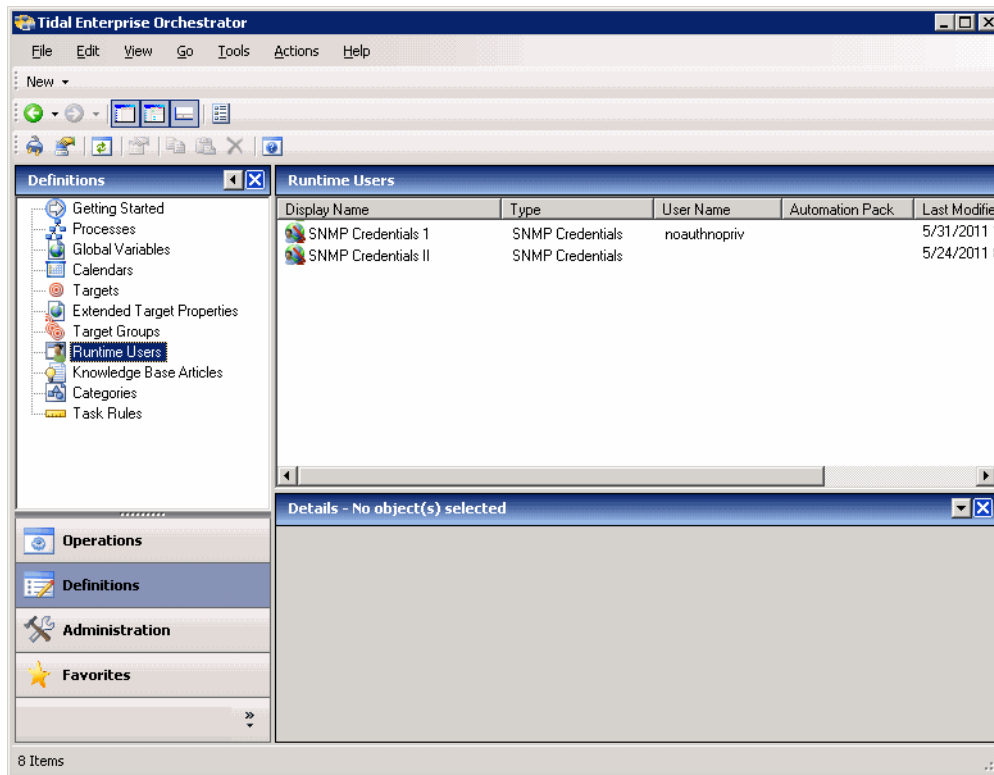 Tidal Enterprise Orchestrator
File Edit View Go Tools Actions Help
New
Definitions
Getting Started
Processes
Global Variables
Calendars
Targets
Extended Target Properties
Target Groups
Runtime Users
Knowledge Base Articles
Categories
Task Rules
Operations
Definitions
Administration
Favorites
Runtime Users
Display Name Type User Name Automation Pack Last Modifie
SNMP Credentials 1 SNMP Credentials noauthnopriv 5/31/2011
SNMP Credentials II SNMP Credentials 5/24/2011
Details - No object(s) selected
8 Items